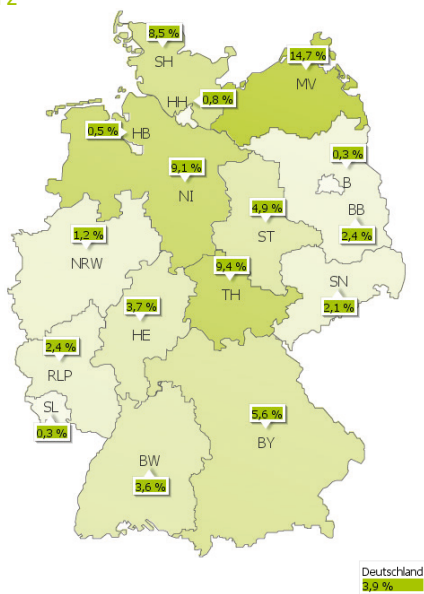 2
8,5 %
SH
14,7 %
MV
HH
0,8 %
0,5 %
HB
9,1 %
NI
0,3 %
B
BB
2,4 %
4,9 %
ST
1,2 %
NRW
9,4 %
TH
SN
2,1 %
3,7 %
HE
2,4 %
RLP
SL
0,3 %
5,6 %
BY
BW
3,6 %
Deutschland
3,9 %